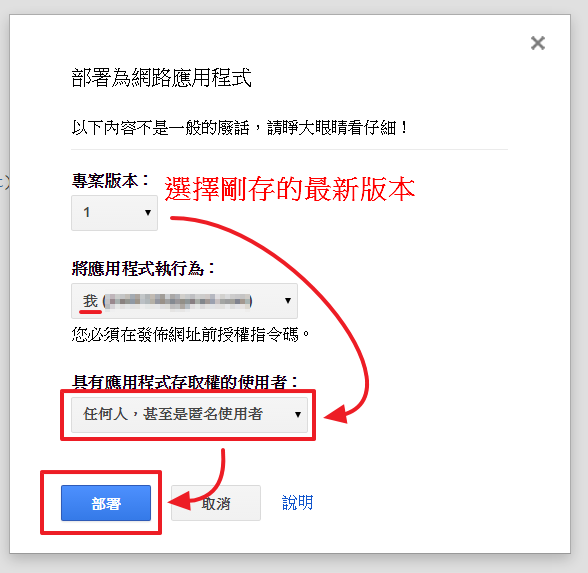 部署為網路應用程式
以下內容不是一般的廢話，請睜大眼睛看仔細！
專案版本：
選擇剛存的最新版本
1
將應用程式執行為：
我 (
您必須在發佈網址前授權指令碼。
具有應用程式存取權的使用者：
任何人，甚至是匿名使用者
部署 取消 說明